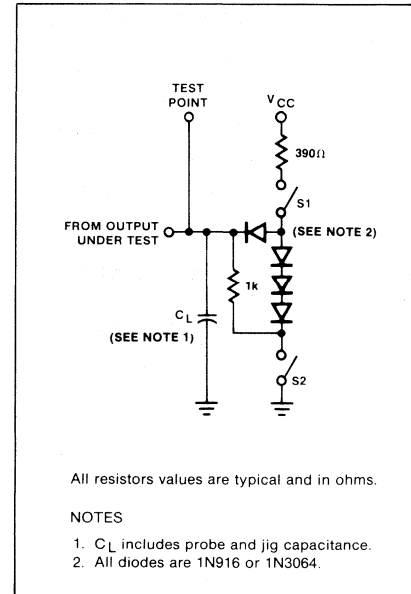 TEST
POINT
VCC
390Ω
S1
FROM OUTPUT
UNDER TEST
(SEE NOTE 2)
1k
CL
(SEE NOTE 1)
S2
All resistors values are typical and in ohms.
NOTES
1. CL includes probe and jig capacitance.
2. All diodes are 1N916 or 1N3064.